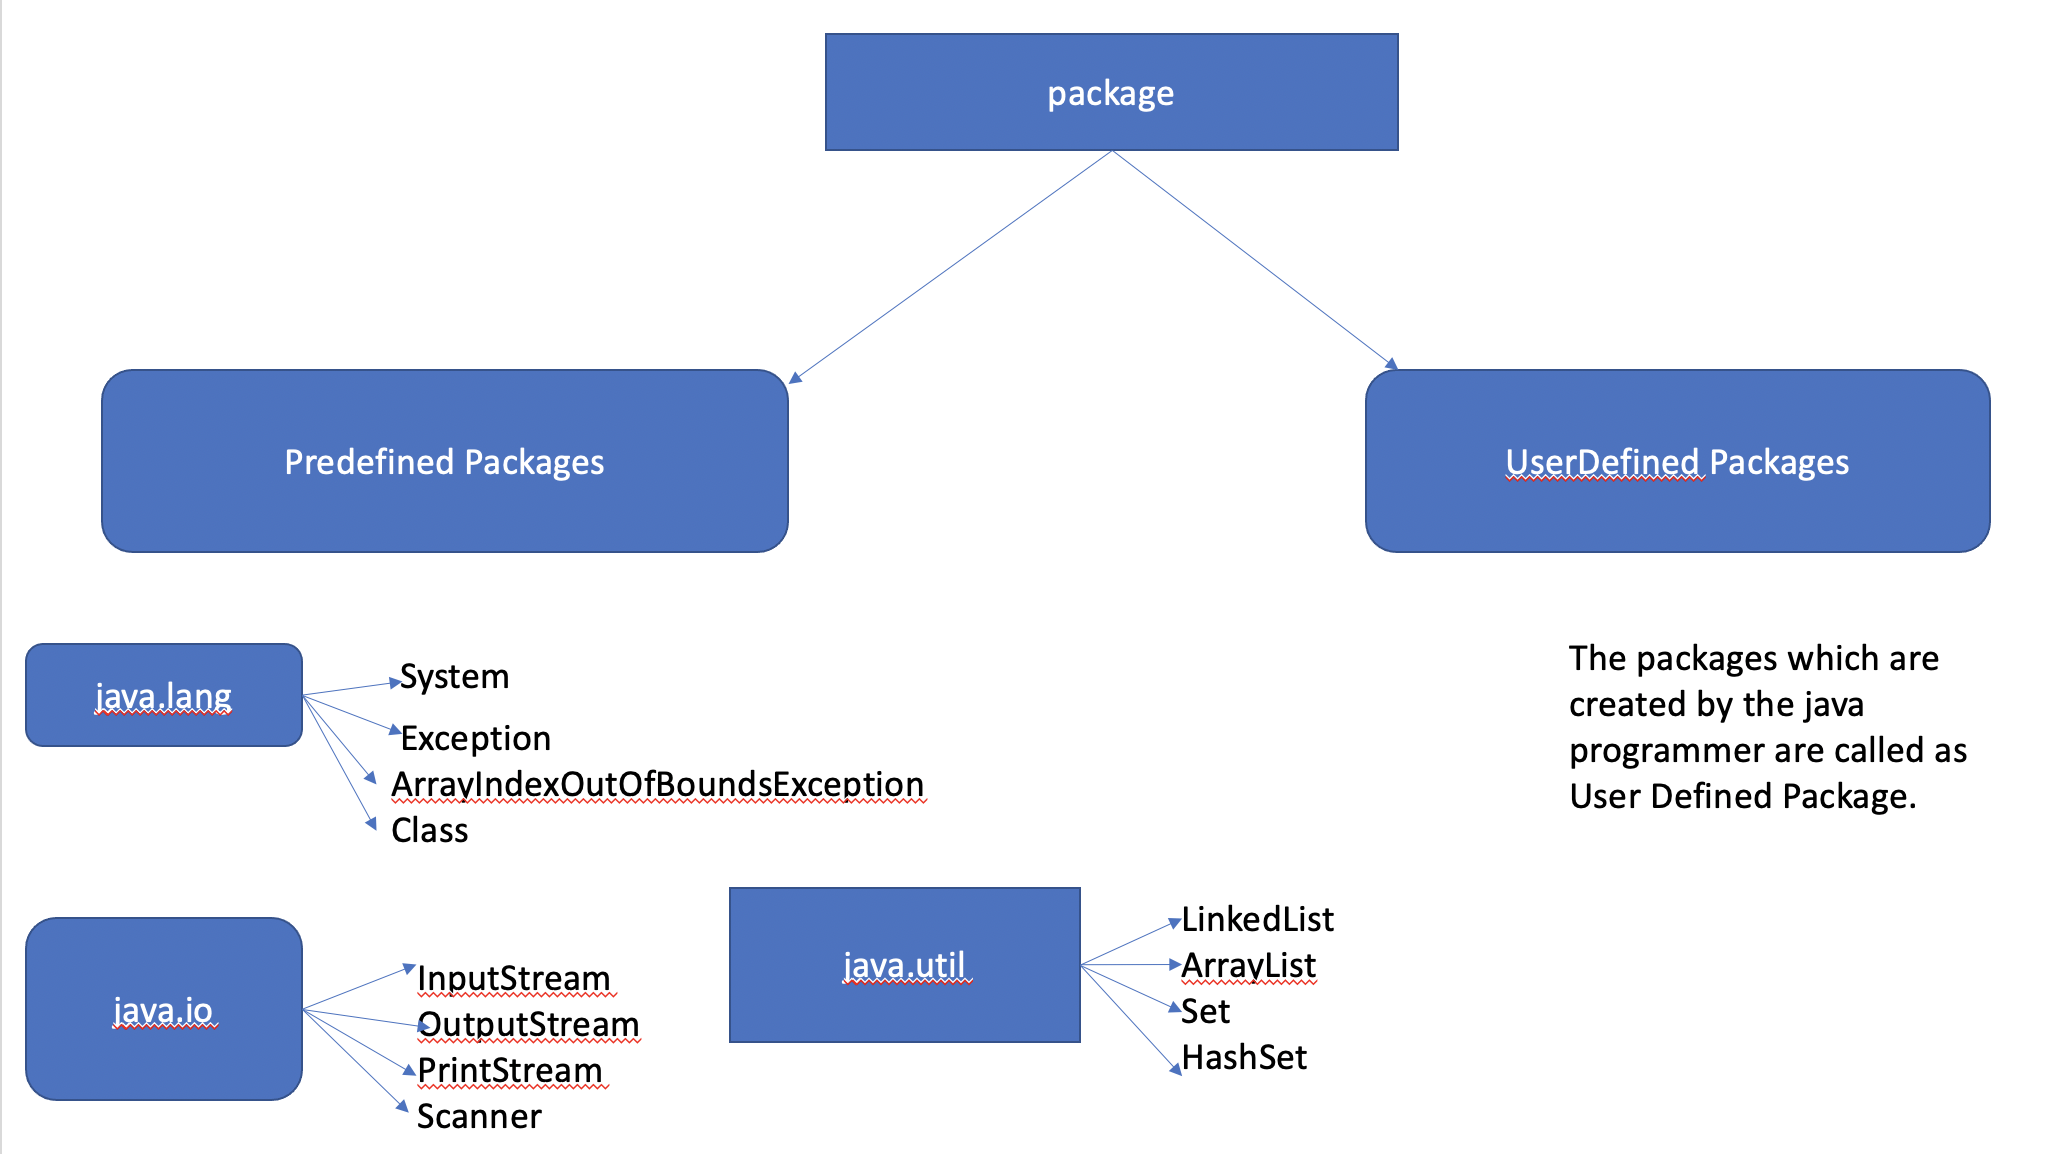 package
Predefined Packages
UserDefined Packages
java.lang
System
Exception
ArrayIndexOutOfBoundsException
Class
The packages which are
created by the java
programmer are called as
User Defined Package.
java.io
InputStream
OutputStream
PrintStream
Scanner
java.util
LinkedList
ArrayList
Set
HashSet